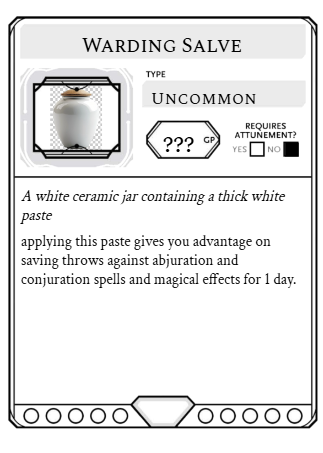 Warding Salve
TYPE
Uncommon
??? GP
REQUIRES
ATTUNEMENT?
YES NO
A white ceramic jar containing a thick white
paste
applying this paste gives you advantage on
saving throws against abjuration and
conjuration spells and magical effects for 1 day.